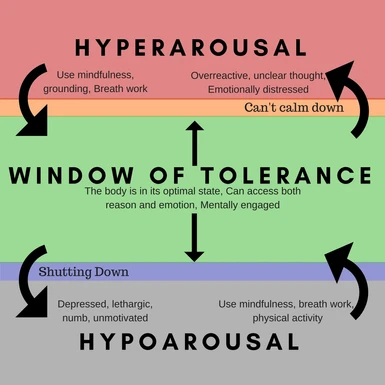 HYPERAROUSAL
Use mindfulness,
grounding, Breath work
Overreactive, unclear thought,
Emotionally distressed
Can't calm down
WINDOW OF TOLERANCE
The body is in its optimal state, Can access both
reason and emotion, Mentally engaged
Shutting Down
Depressed, lethargic,
numb, unmotivated
Use mindfulness, breath work,
physical activity
HYPOAROUSAL